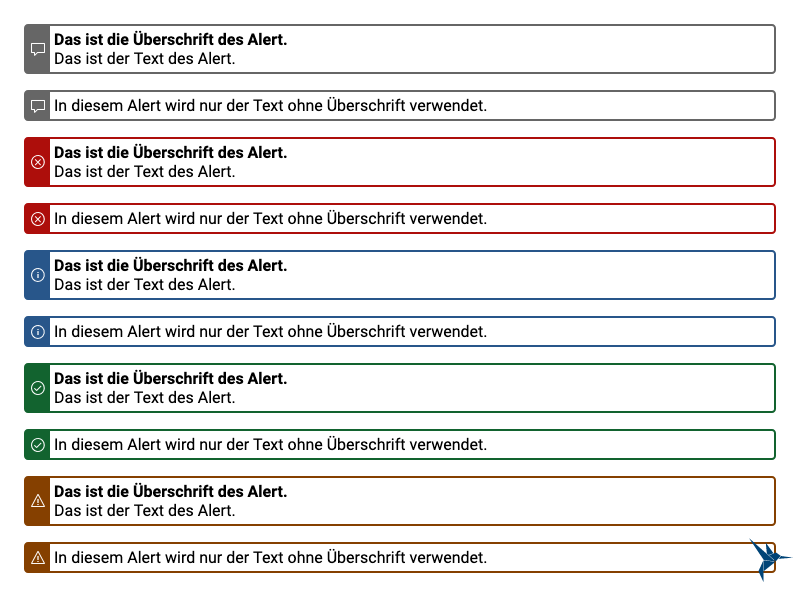 Das ist die Überschrift des Alert.
Das ist der Text des Alert.
In diesem Alert wird nur der Text ohne Überschrift verwendet.
Das ist die Überschrift des Alert.
Das ist der Text des Alert.
In diesem Alert wird nur der Text ohne Überschrift verwendet.
Das ist die Überschrift des Alert.
Das ist der Text des Alert.
In diesem Alert wird nur der Text ohne Überschrift verwendet.
Das ist die Überschrift des Alert.
Das ist der Text des Alert.
In diesem Alert wird nur der Text ohne Überschrift verwendet.
Das ist die Überschrift des Alert.
Das ist der Text des Alert.
In diesem Alert wird nur der Text ohne Überschrift verwendet.